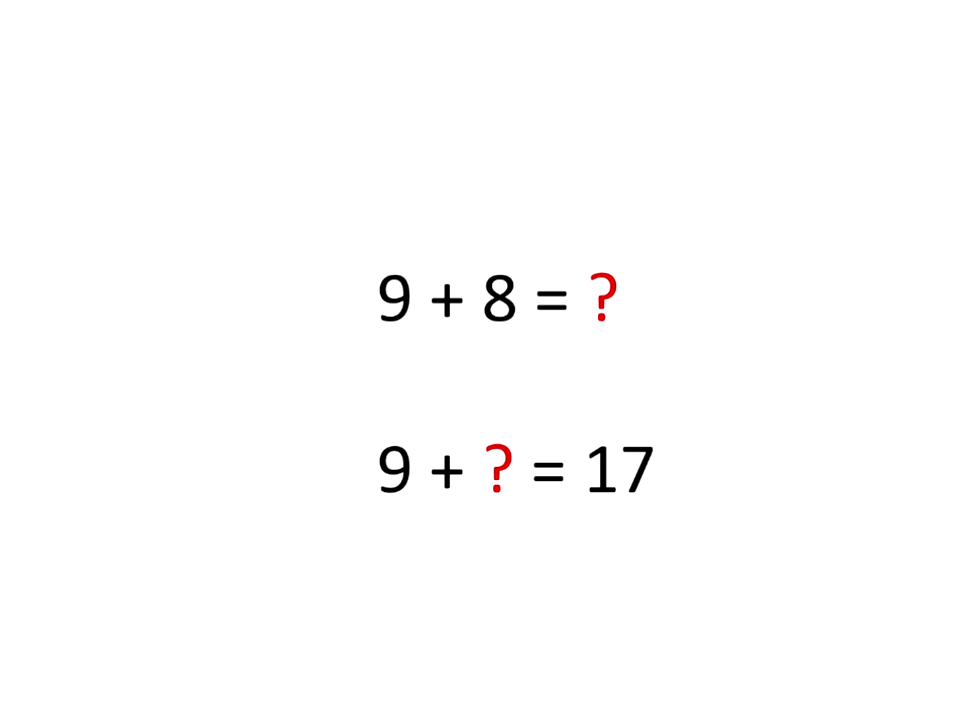 9 + 8 = ?
9 + ? = 17